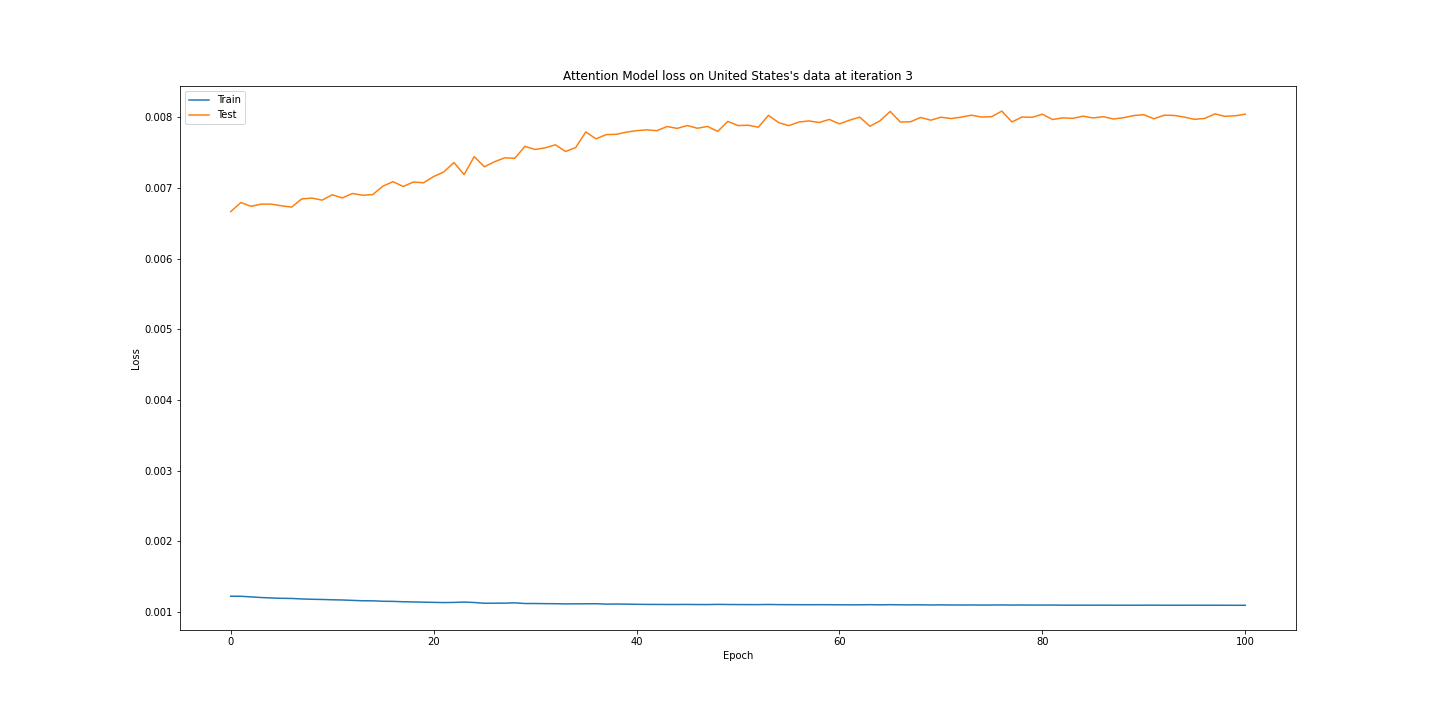 Attention Model loss on United States's data at iteration 3
Train
Test
0.008
0.007
0.006
0.005
0.004
0.003
0.002
0.001
Loss
0 20 40 60 80 100
Epoch